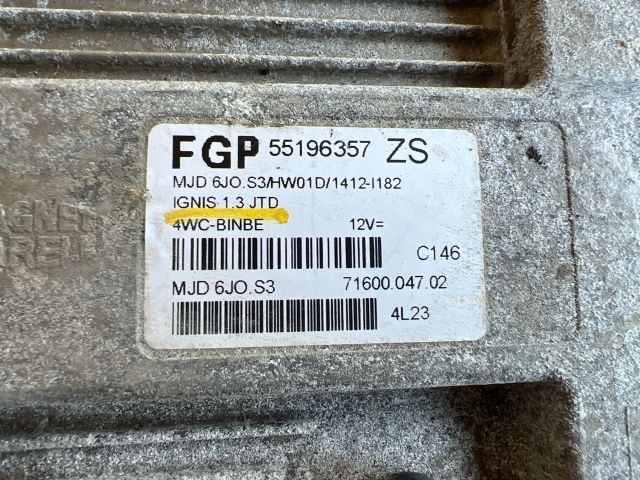 FGP 55196357 ZS
MJD 6JO.S3/HW01D/1412-I182
IGNIS 1.3 JTD
4WC-BINBE 12V=
C146
MJD 6JO.S3 71600.047.02
4L23